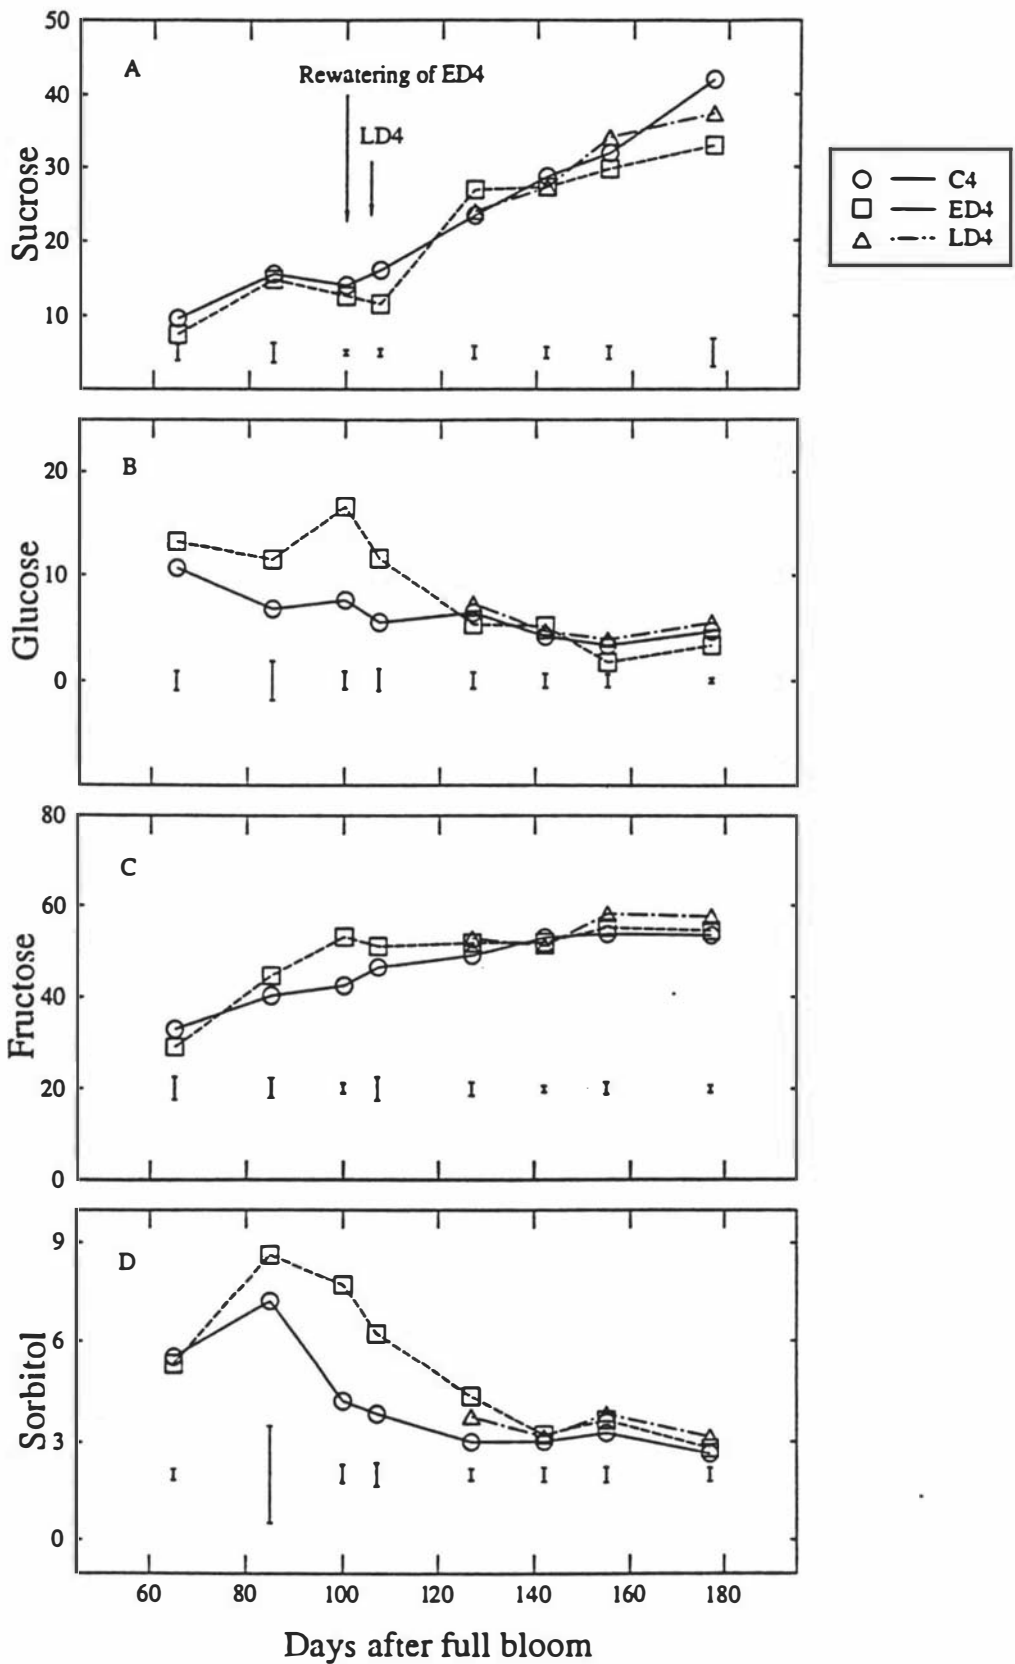 50
A
Rewatering of ED4
40
LD4
30
20
10
Sucrose
C4
ED4
LD4
B
20
10
0
Glucose
80
C
60
40
20
0
Fructose
9
D
6
3
0
Sorbitol
60 80 100 120 140 160 180
Days after full bloom